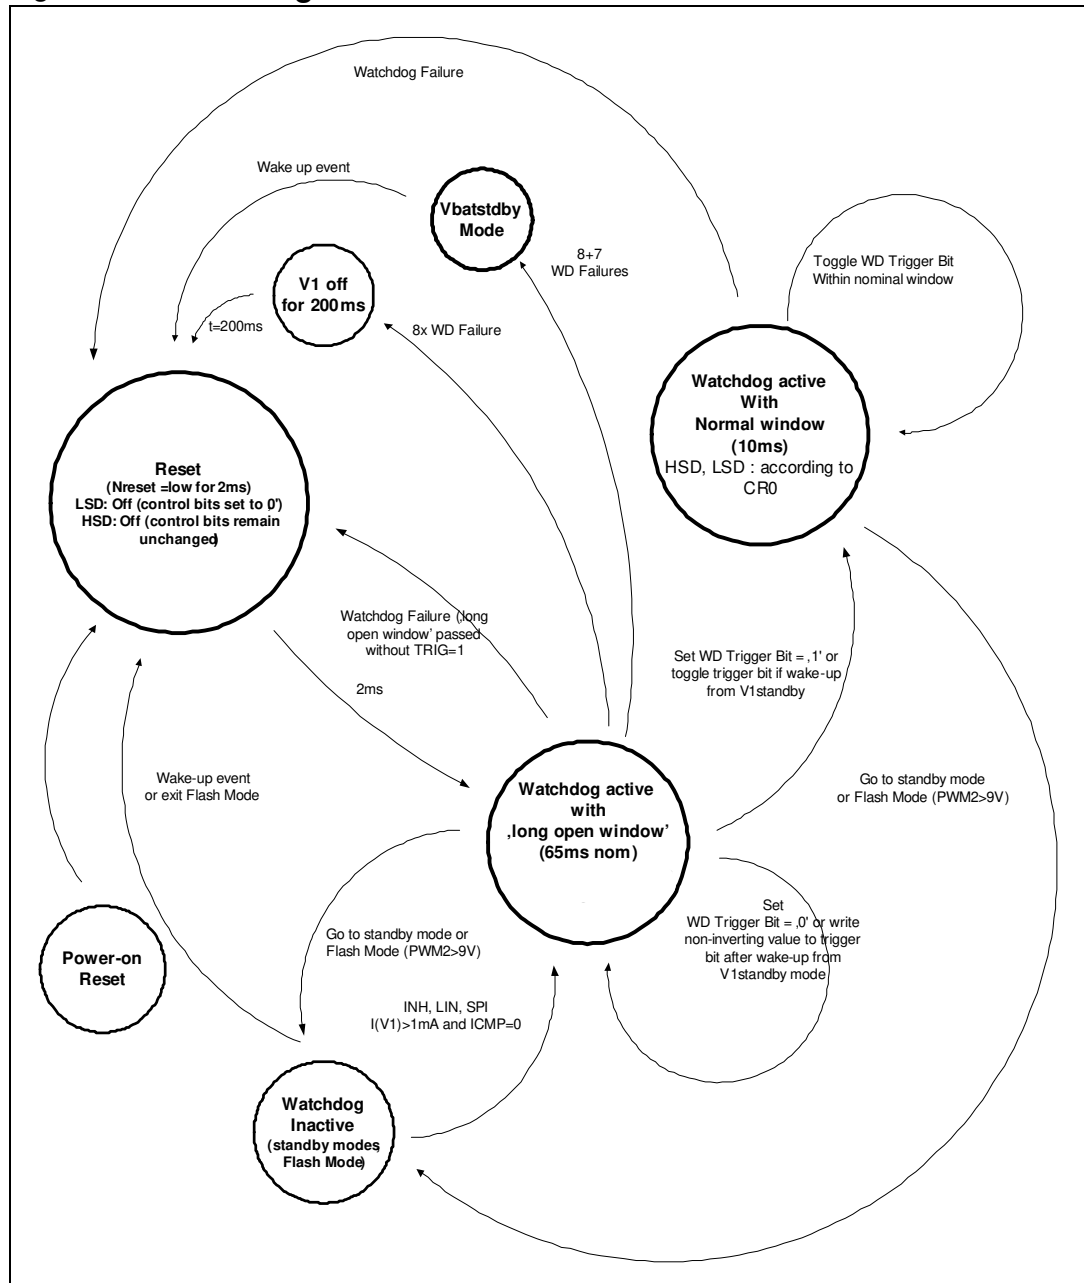 Watchdog Failure
Wake up event
Vbatstdby
Mode
8+7
WD Failures
Toggle WD Trigger Bit
Within nominal window
V1 off
for 200ms
t=200ms
8x WD Failure
Watchdog active
With
Normal window
(10ms)
HSD, LSD : according to
CR0
Reset
(Nreset =low for 2ms)
LSD: Off (control bits set to ‚0')
HSD: Off (control bits remain
unchanged)
Watchdog Failure (‚long
open window' passed
without TRIG=1
2ms
Set WD Trigger Bit = ‚1' or
toggle trigger bit if wake-up
from V1standby
Wake-up event
or exit Flash Mode
Go to standby mode
or Flash Mode (PWM2>9V)
Watchdog active
with
‚long open window'
(65ms nom)
Set
WD Trigger Bit = ‚0' or write
non-inverting value to trigger
bit after wake-up from
V1standby mode
Go to standby mode or
Flash Mode (PWM2>9V)
Power-on
Reset
INH, LIN, SPI
I(V1)>1mA and ICMP=0
Watchdog
Inactive
(standby modes,
Flash Mode)